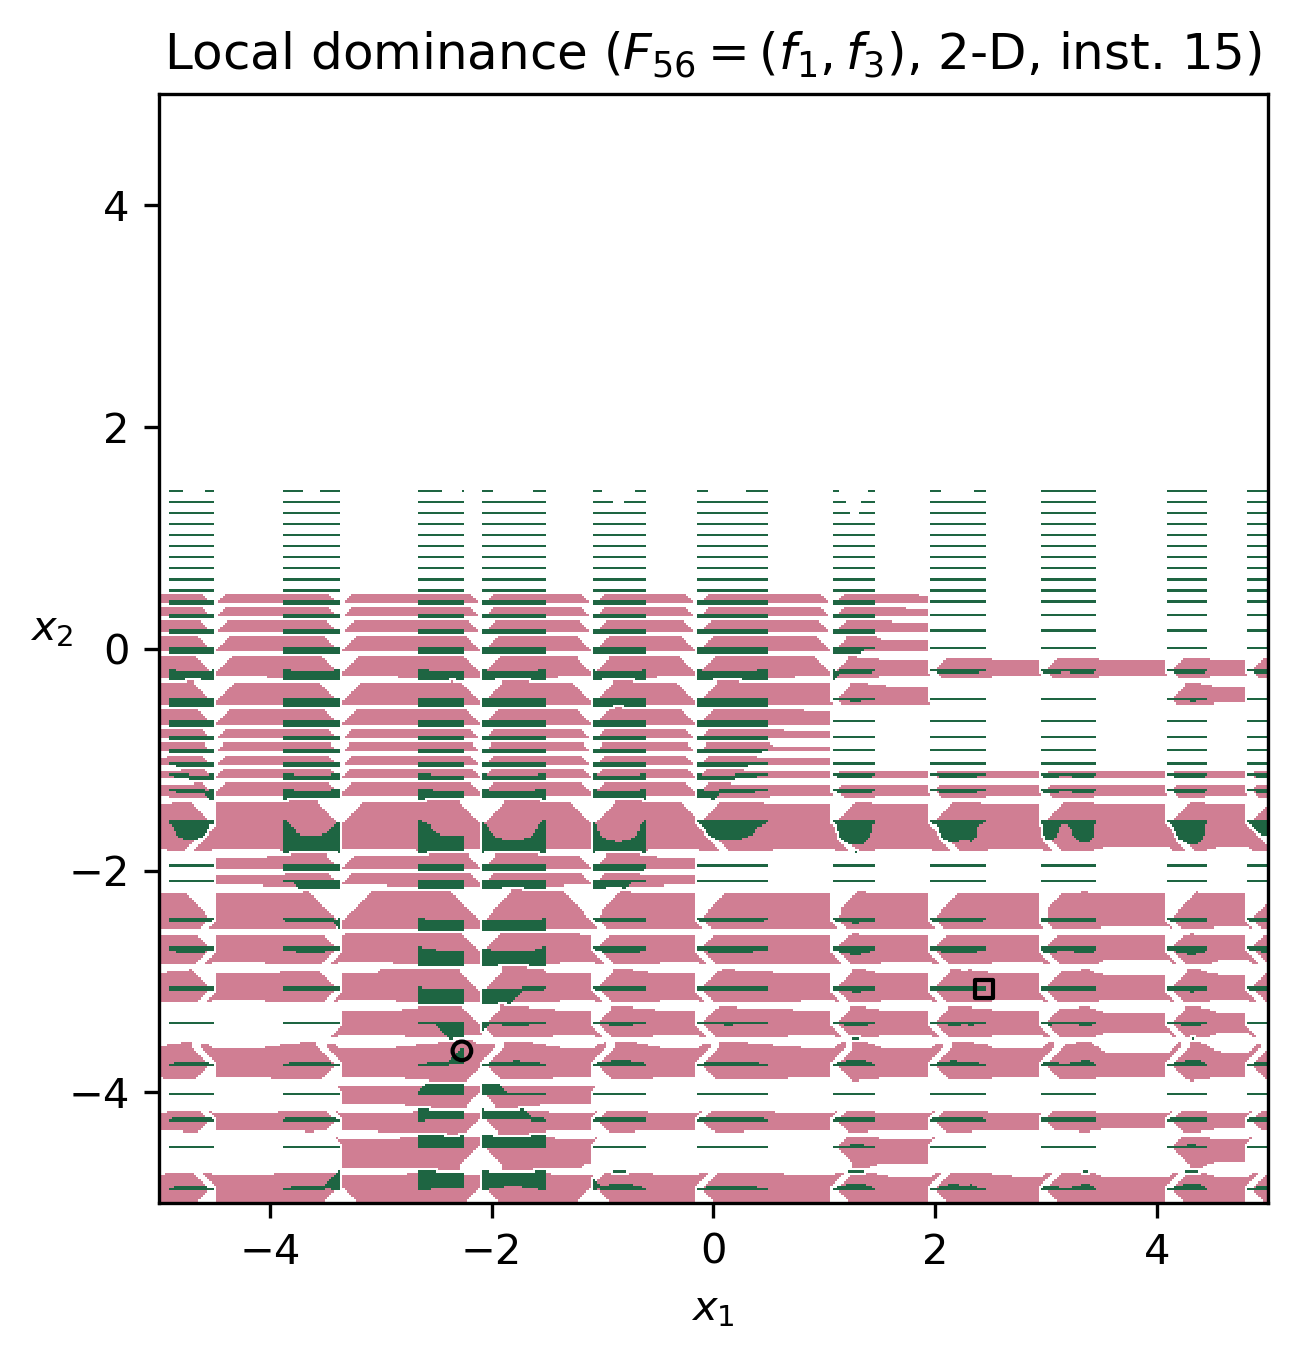 Local dominance (F₅₆ = (f₁, f₃), 2-D, inst. 15)
4
2
x₂
0
−2
−4
−4 −2 0 2 4
x₁